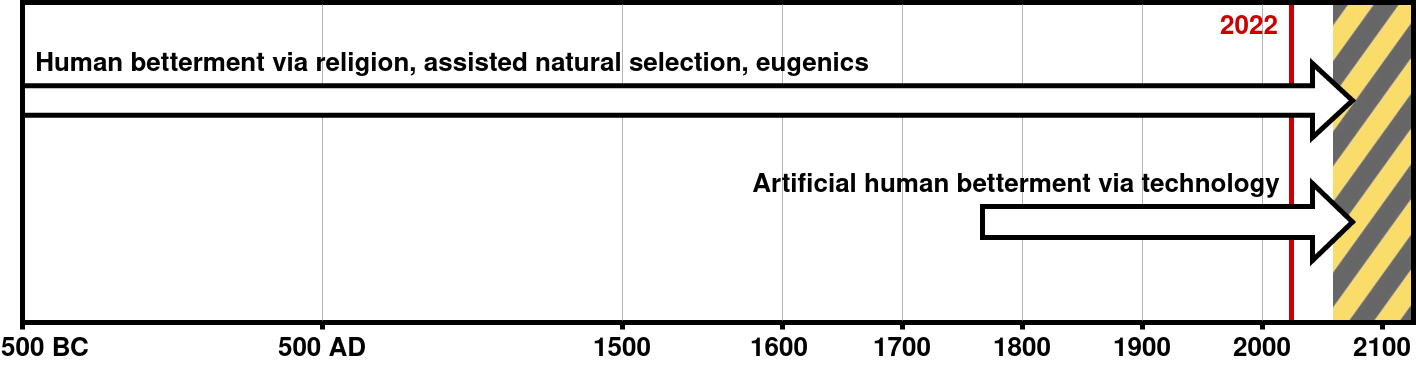 2022
Human betterment via religion, assisted natural selection, eugenics
Artificial human betterment via technology
500 BC 500 AD 1500 1600 1700 1800 1900 2000 2100